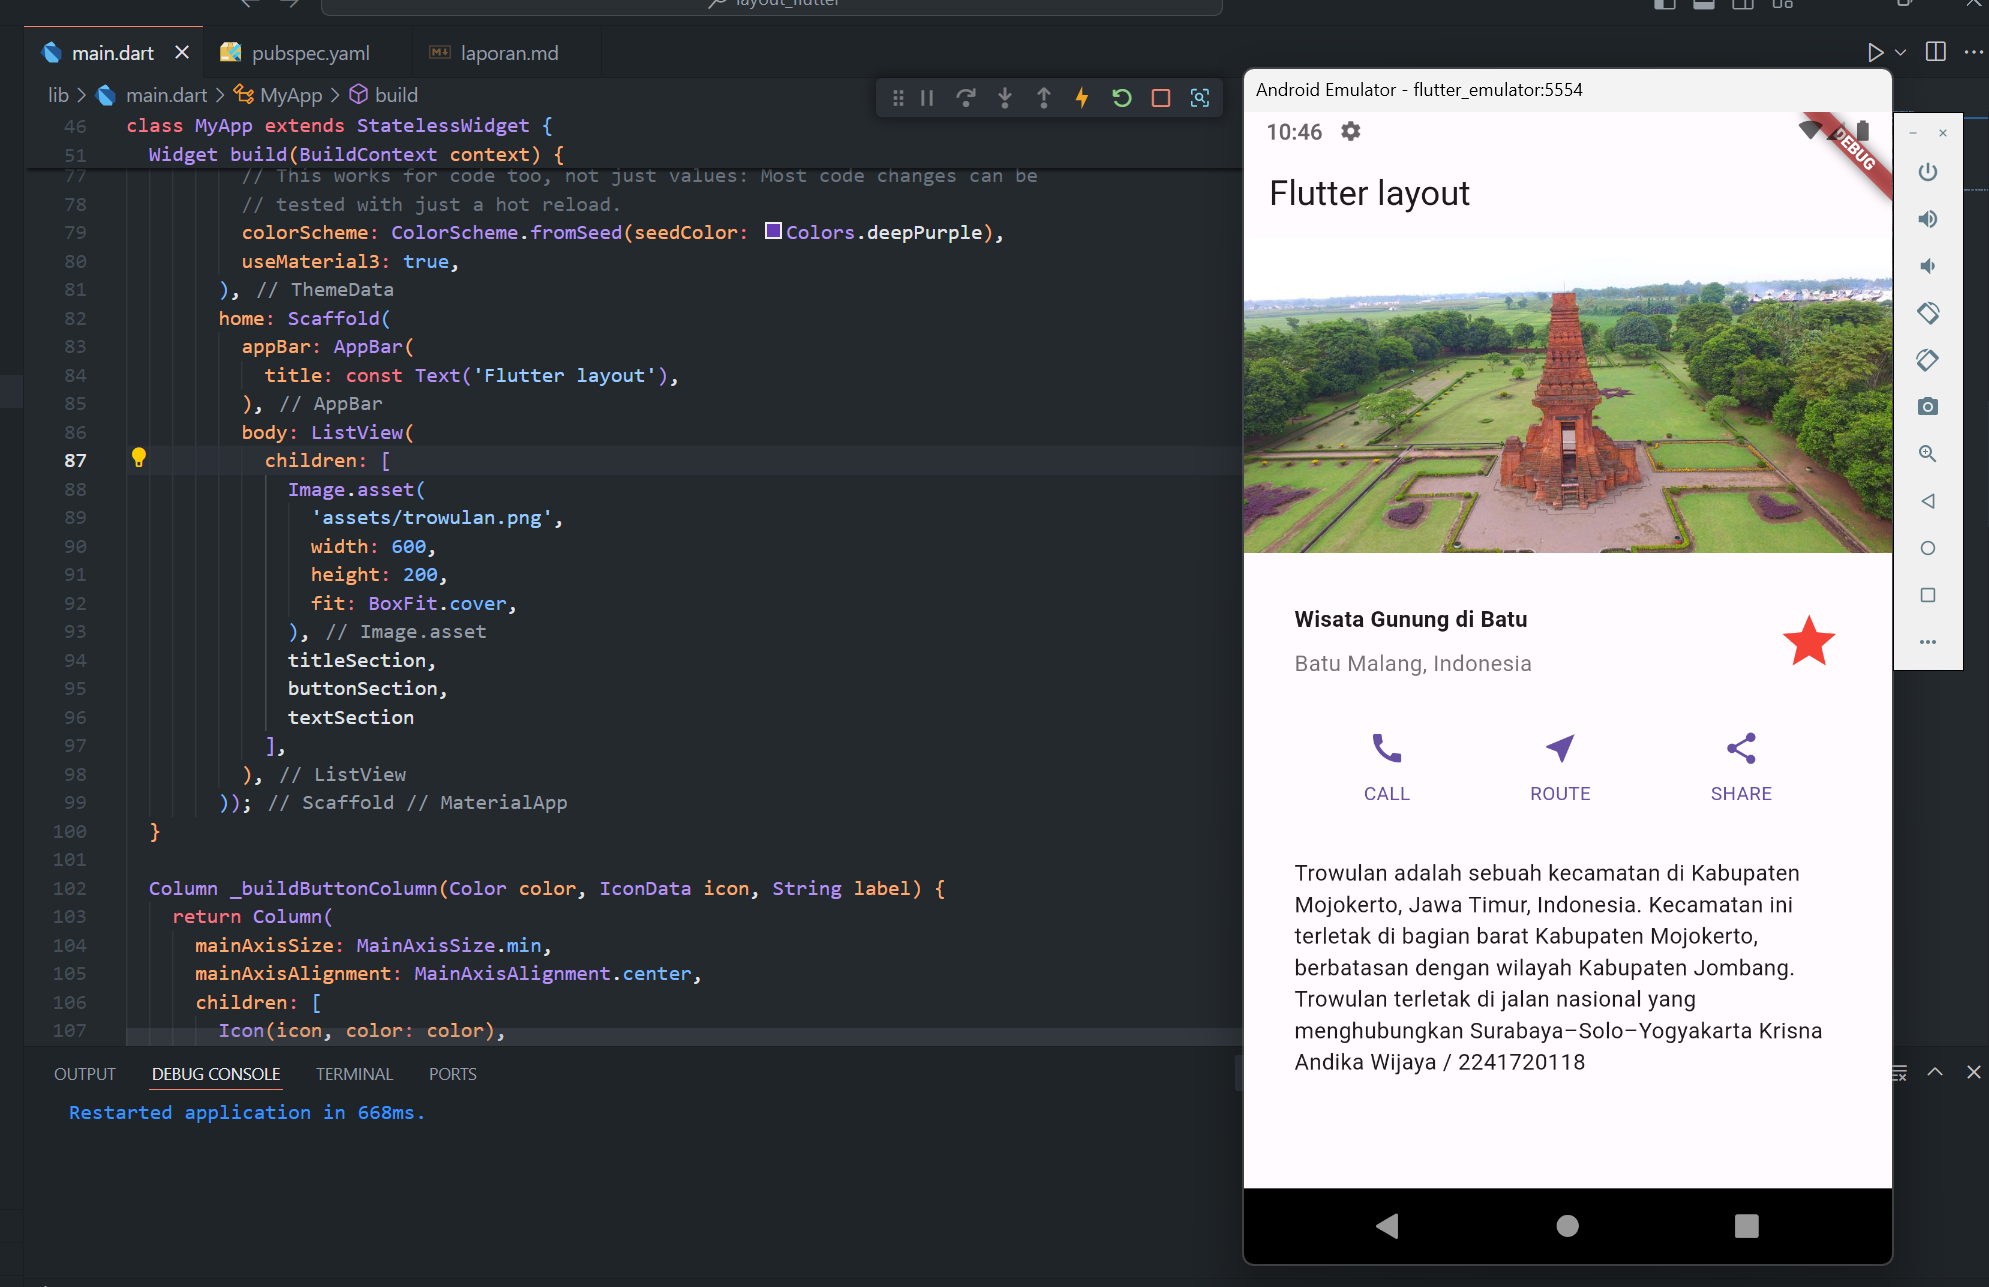 layout_flutter
main.dart
pubspec.yaml
laporan.md
lib > main.dart > MyApp > build
46 class MyApp extends StatelessWidget {
51 Widget build(BuildContext context) {
77 // This works for code too, not just values: Most code changes can be
78 // tested with just a hot reload.
79 colorScheme: ColorScheme.fromSeed(seedColor: Colors.deepPurple),
80 useMaterial3: true,
81 ), // ThemeData
82 home: Scaffold(
83 appBar: AppBar(
84 title: const Text('Flutter layout'),
85 ), // AppBar
86 body: ListView(
87 children: [
88 Image.asset(
89 'assets/trowulan.png',
90 width: 600,
91 height: 200,
92 fit: BoxFit.cover,
93 ), // Image.asset
94 titleSection,
95 buttonSection,
96 textSection
97 ],
98 ), // ListView
99 )); // Scaffold // MaterialApp
100 }
101
102 Column _buildButtonColumn(Color color, IconData icon, String label) {
103 return Column(
104 mainAxisSize: MainAxisSize.min,
105 mainAxisAlignment: MainAxisAlignment.center,
106 children: [
107 Icon(icon, color: color),
OUTPUT
DEBUG CONSOLE
TERMINAL
PORTS
Restarted application in 668ms.
Android Emulator - flutter_emulator:5554
10:46
DEBUG
Flutter layout
Wisata Gunung di Batu
Batu Malang, Indonesia
CALL
ROUTE
SHARE
Trowulan adalah sebuah kecamatan di Kabupaten
Mojokerto, Jawa Timur, Indonesia. Kecamatan ini
terletak di bagian barat Kabupaten Mojokerto,
berbatasan dengan wilayah Kabupaten Jombang.
Trowulan terletak di jalan nasional yang
menghubungkan Surabaya–Solo–Yogyakarta Krisna
Andika Wijaya / 2241720118